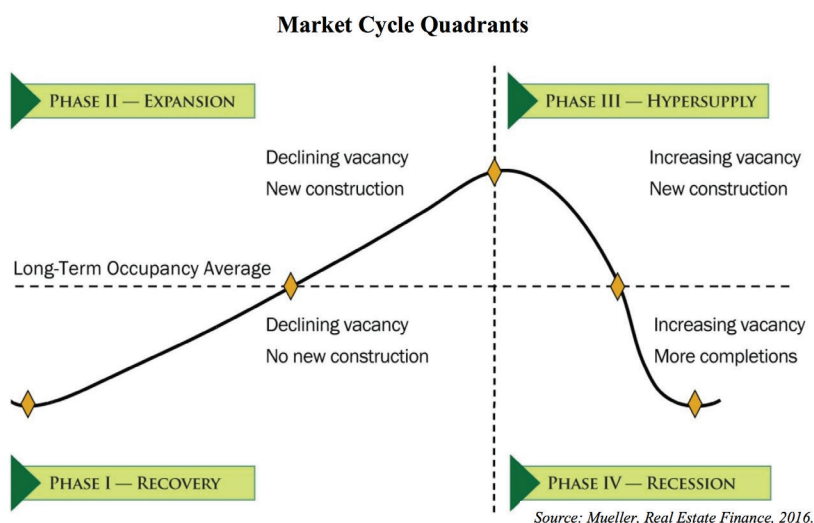 Market Cycle Quadrants
PHASE II — EXPANSION
PHASE III — HYPERSUPPLY
Declining vacancy
New construction
Increasing vacancy
New construction
Long-Term Occupancy Average
Declining vacancy
No new construction
Increasing vacancy
More completions
PHASE I — RECOVERY
PHASE IV — RECESSION
Source: Mueller, Real Estate Finance, 2016.